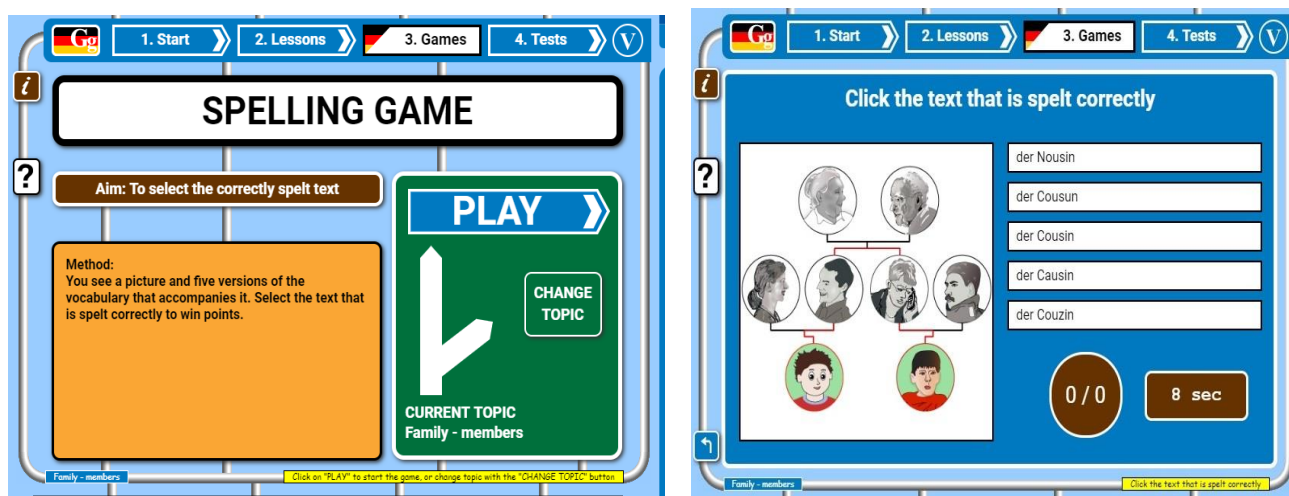 Gg
1. Start
2. Lessons
3. Games
4. Tests
V
i
SPELLING GAME
?
Aim: To select the correctly spelt text
Method:
You see a picture and five versions of the
vocabulary that accompanies it. Select the text that
is spelt correctly to win points.
PLAY
CHANGE
TOPIC
CURRENT TOPIC
Family - members
Family - members
Click on "PLAY" to start the game, or change topic with the "CHANGE TOPIC" button
Gg
1. Start
2. Lessons
3. Games
4. Tests
V
i
Click the text that is spelt correctly
?
der Nousin
der Cousun
der Cousin
der Causin
der Couzin
0 / 0
8 sec
Family - members
Click the text that is spelt correctly